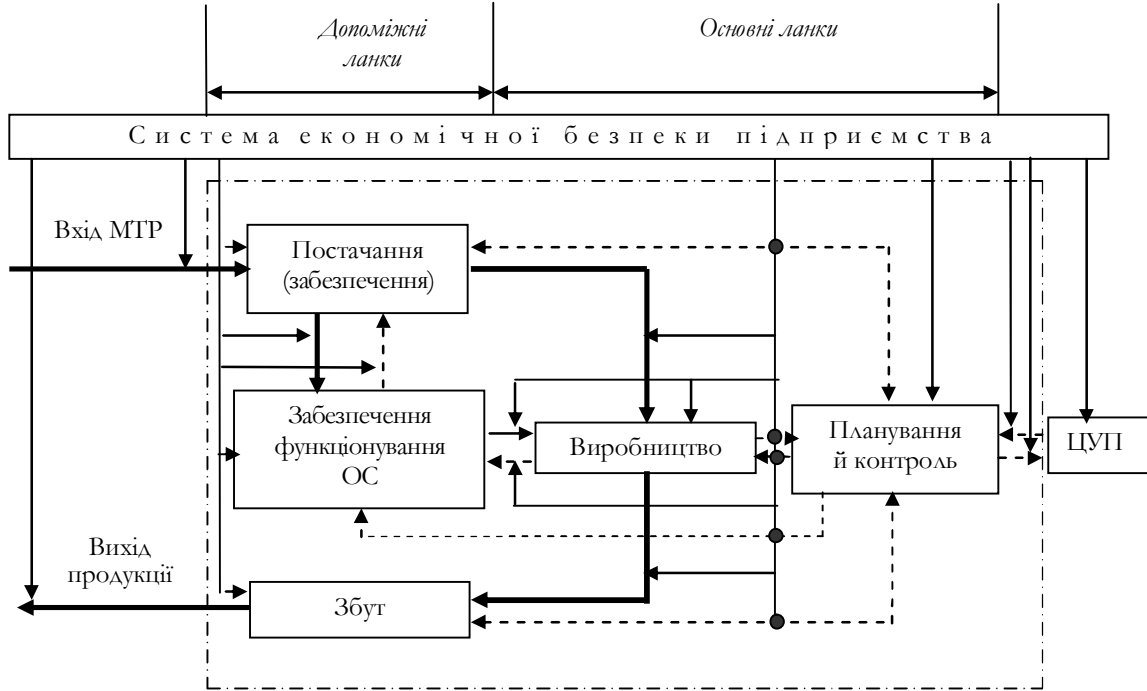 Допоміжні
ланки
Основні ланки
Система економічної безпеки підприємства
Вхід МТР
Постачання
(забезпечення)
Забезпечення
функціонування
ОС
Виробництво
Планування
й контроль
ЦУП
Вихід
продукції
Збут